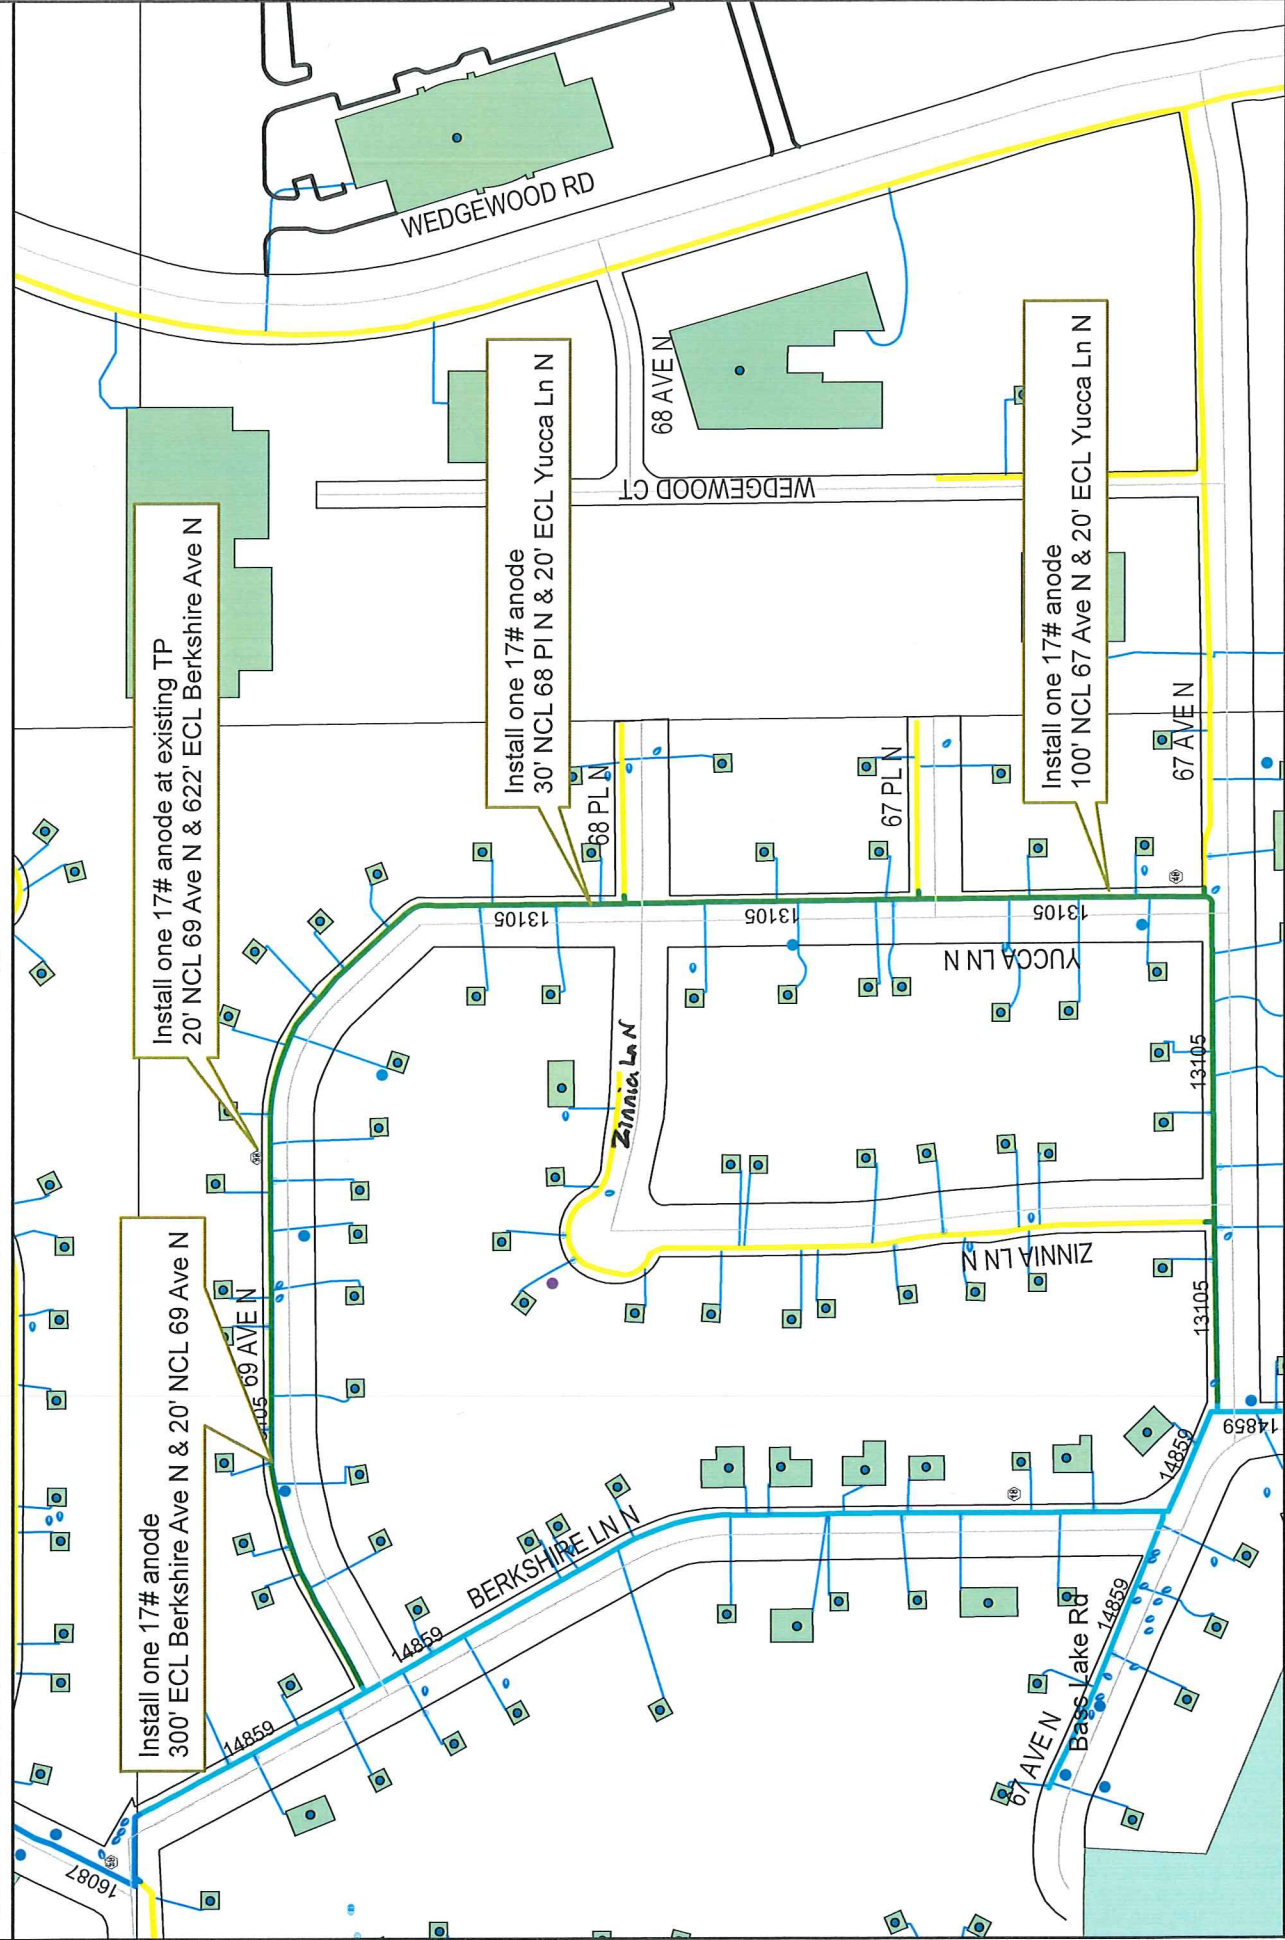 WEDGEWOOD RD
68 AVE N
WEDGEWOOD CT
Install one 17# anode at existing TP
20' NCL 69 Ave N & 622' ECL Berkshire Ave N
Install one 17# anode
30' NCL 68 Pl N & 20' ECL Yucca Ln N
Install one 17# anode
100' NCL 67 Ave N & 20' ECL Yucca Ln N
68 PL N
67 PL N
67 AVE N
13105
13105
13105
YUCCA LN N
Zinnia Ln N
13105
ZINNIA LN N
13105
Install one 17# anode
300' ECL Berkshire Ave N & 20' NCL 69 Ave N
69 AVE N
BERKSHIRE LN N
14859
14859
14859
14859
14859
67 AVE N
Bass Lake Rd
16087